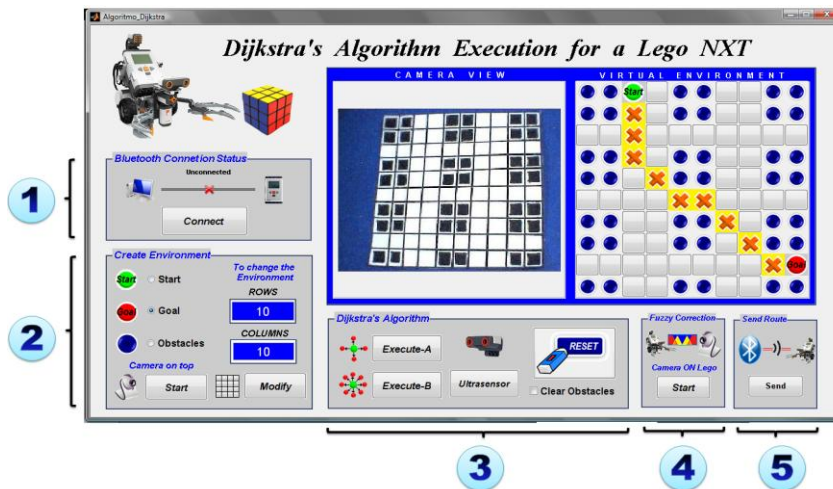 Algoritmo_Dijkstra
Dijkstra's Algorithm Execution for a Lego NXT
CAMERA VIEW
VIRTUAL ENVIRONMENT
Start
Goal
1
Bluetooth Connetion Status
Unconnected
Connect
2
Create Environment
Start
Start
Goal
Goal
Obstacles
To change the
Environment
ROWS
10
COLUMNS
10
Camera on top
Start
Modify
Dijkstra's Algorithm
Execute-A
Execute-B
Ultrasensor
RESET
Clear Obstacles
Fuzzy Correction
Camera ON Lego
Start
Send Route
Send
3
4
5